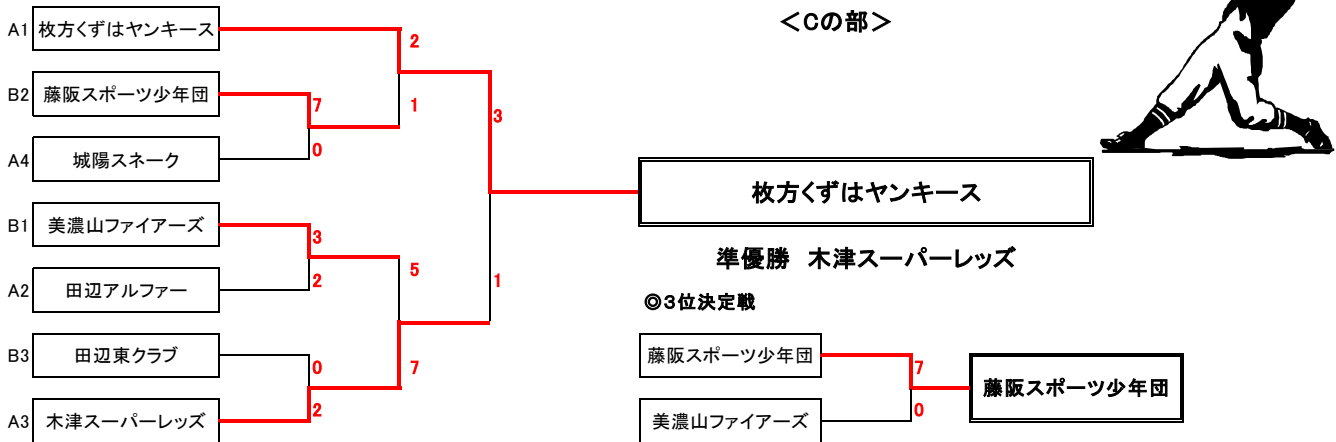 ＜Cの部＞
A1 枚方くずはヤンキース
2
B2 藤阪スポーツ少年団
7
1
3
0
A4 城陽スネーク
枚方くずはヤンキース
B1 美濃山ファイアーズ
3
準優勝 木津スーパーレッズ
5
2
1
A2 田辺アルファー
◎3位決定戦
B3 田辺東クラブ
0
7
藤阪スポーツ少年団
7
藤阪スポーツ少年団
2
0
A3 木津スーパーレッズ
美濃山ファイアーズ